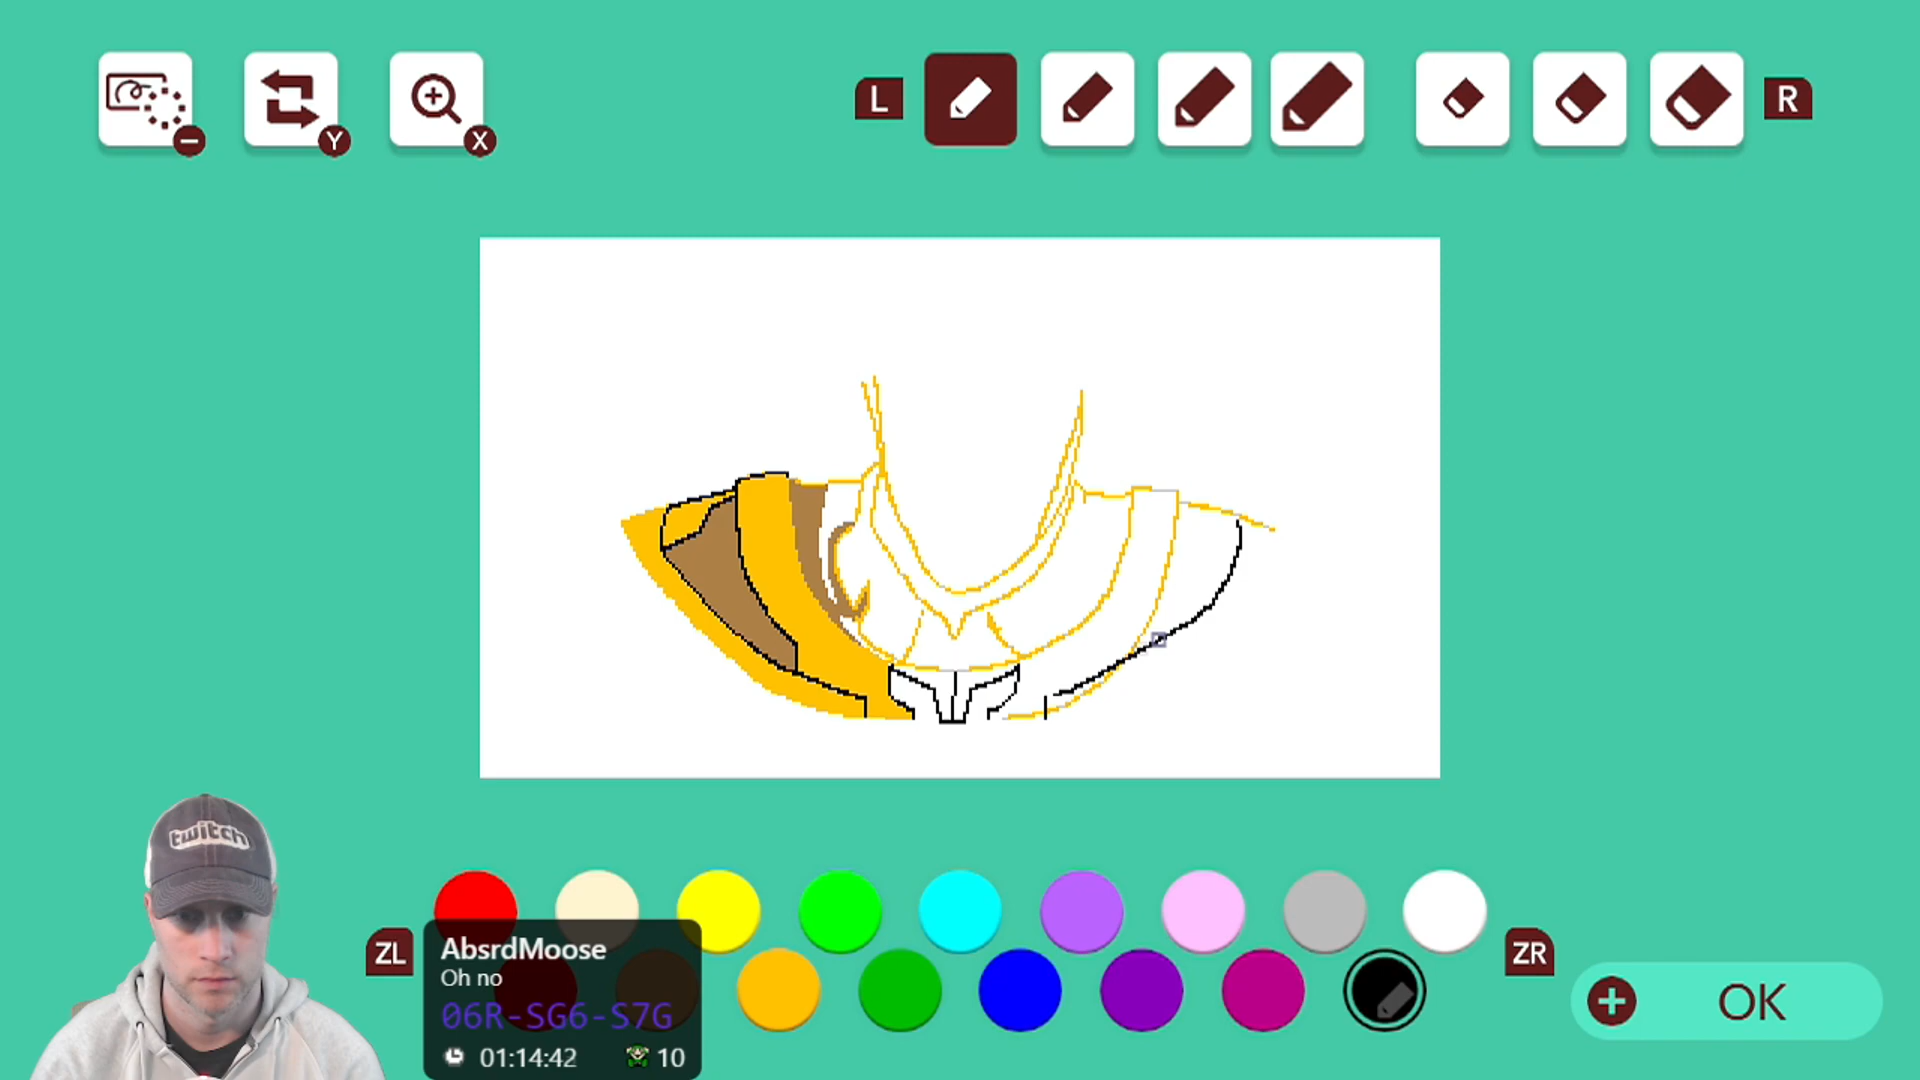 L
R
Y
X
twitch
ZL
AbsrdMoose
Oh no
06R-SG6-S7G
01:14:42
10
ZR
OK